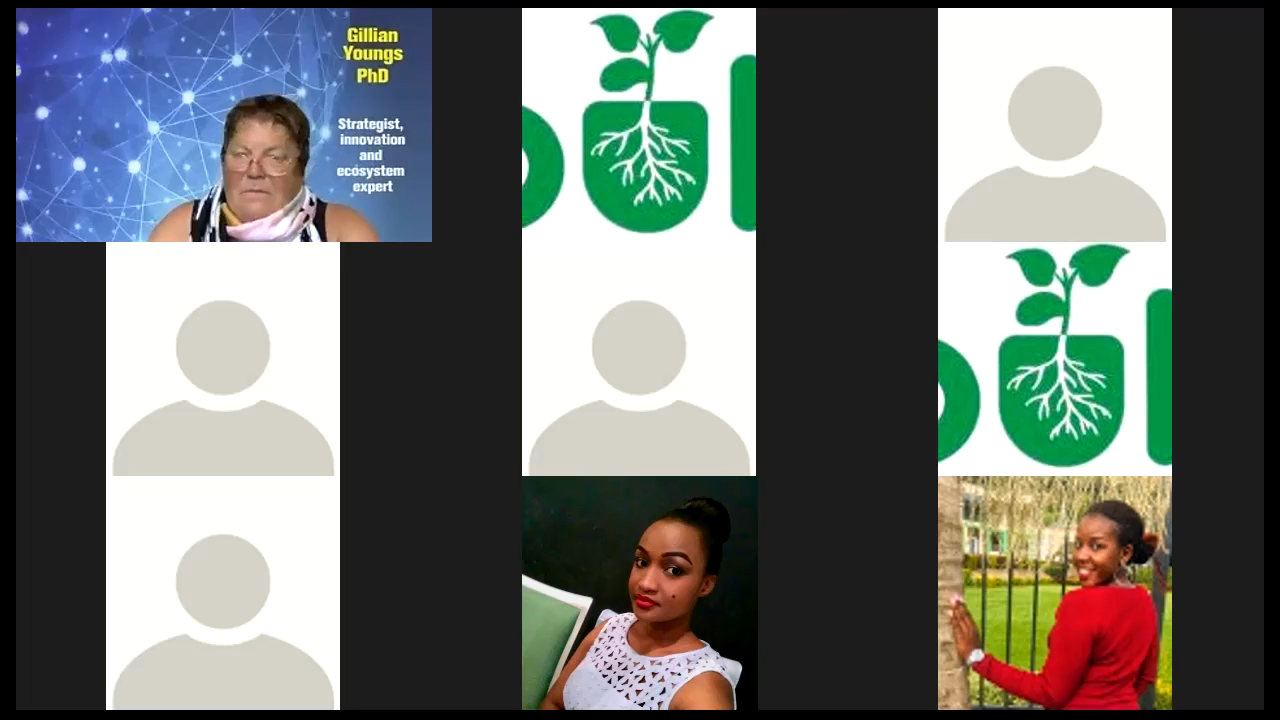 Gillian
Youngs
PhD
Strategist,
innovation
and
ecosystem
expert